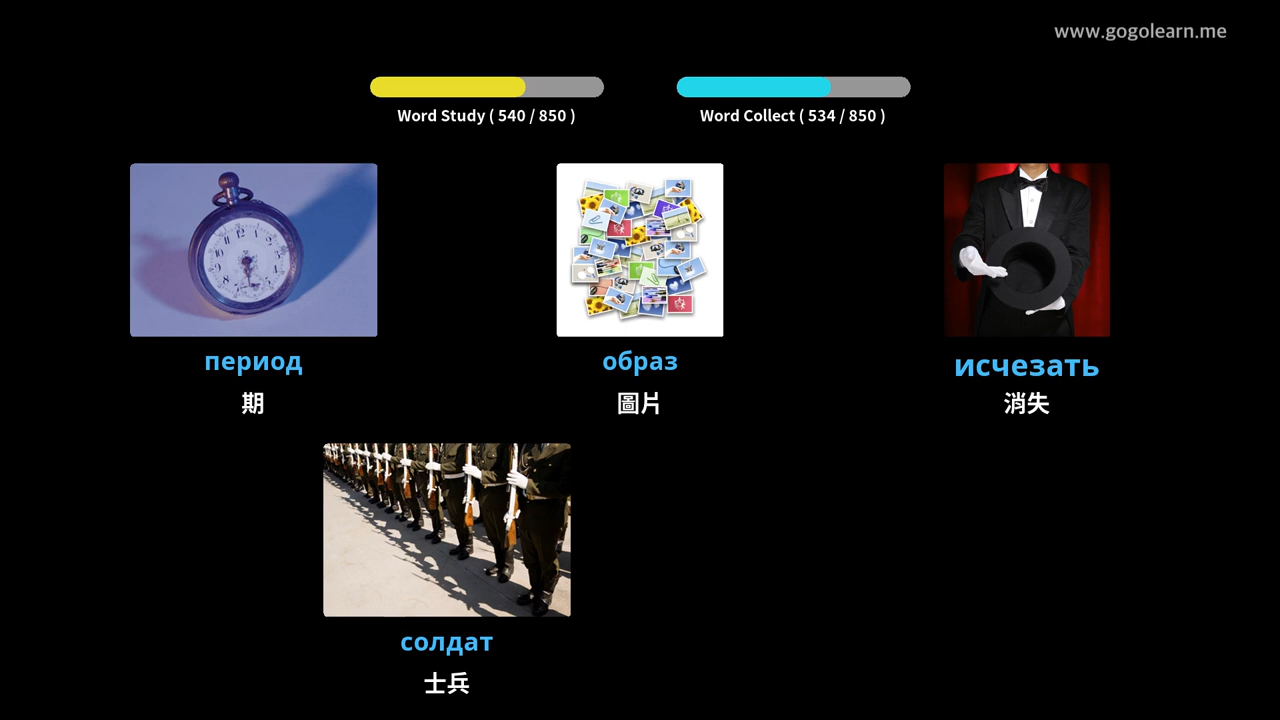 www.gogolearn.me
Word Study ( 540 / 850 )
Word Collect ( 534 / 850 )
период
期
образ
圖片
исчезать
消失
солдат
士兵